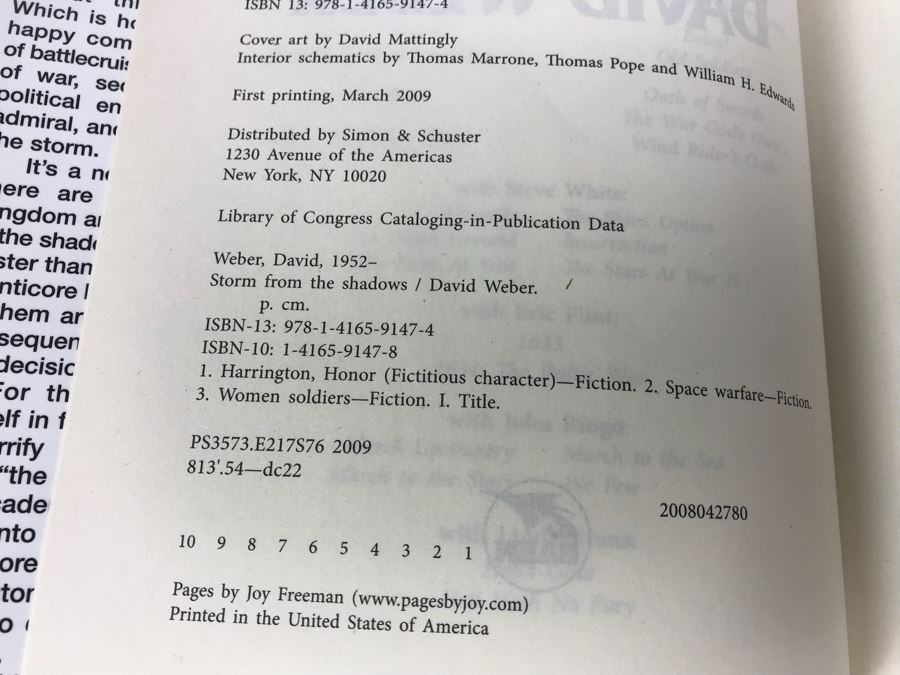 Which is
happy com
of battlecrui
of war, sec
political en
admiral, and
he storm.
It's a
ere are
ngdom
the shad
ster than
nticore
hem ar
sequen
decisio
For th
elf in f
rrify
“the
cade
nto
ore
tor
o
ISBN 13: 978-1-4165-9147-4
Cover art by David Mattingly
Interior schematics by Thomas Marrone, Thomas Pope and William H. Edwards
First printing, March 2009
Distributed by Simon & Schuster
1230 Avenue of the Americas
New York, NY 10020
Library of Congress Cataloging-in-Publication Data
Weber, David, 1952–
Storm from the shadows / David Weber.
p. cm.
ISBN-13: 978-1-4165-9147-4
ISBN-10: 1-4165-9147-8
1. Harrington, Honor (Fictitious character)—Fiction. 2. Space warfare—Fiction.
3. Women soldiers—Fiction. I. Title.
PS3573.E217S76 2009
813'.54—dc22
2008042780
10 9 8 7 6 5 4 3 2 1
Pages by Joy Freeman (www.pagesbyjoy.com)
Printed in the United States of America